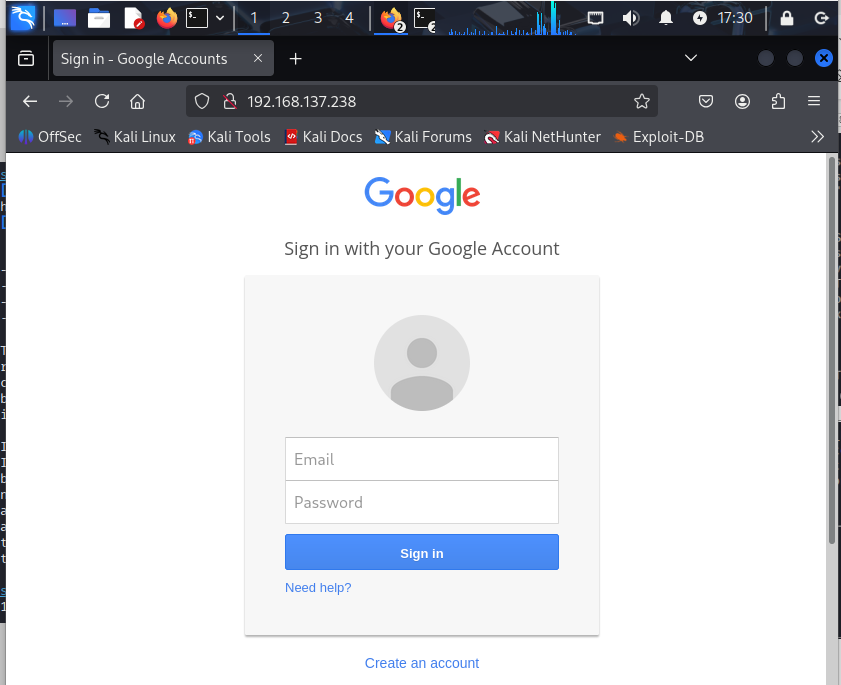 1 2 3 4 2 2 17:30
Sign in - Google Accounts
192.168.137.238
OffSec Kali Linux Kali Tools Kali Docs Kali Forums Kali NetHunter Exploit-DB
Google
Sign in with your Google Account
Email
Password
Sign in
Need help?
Create an account